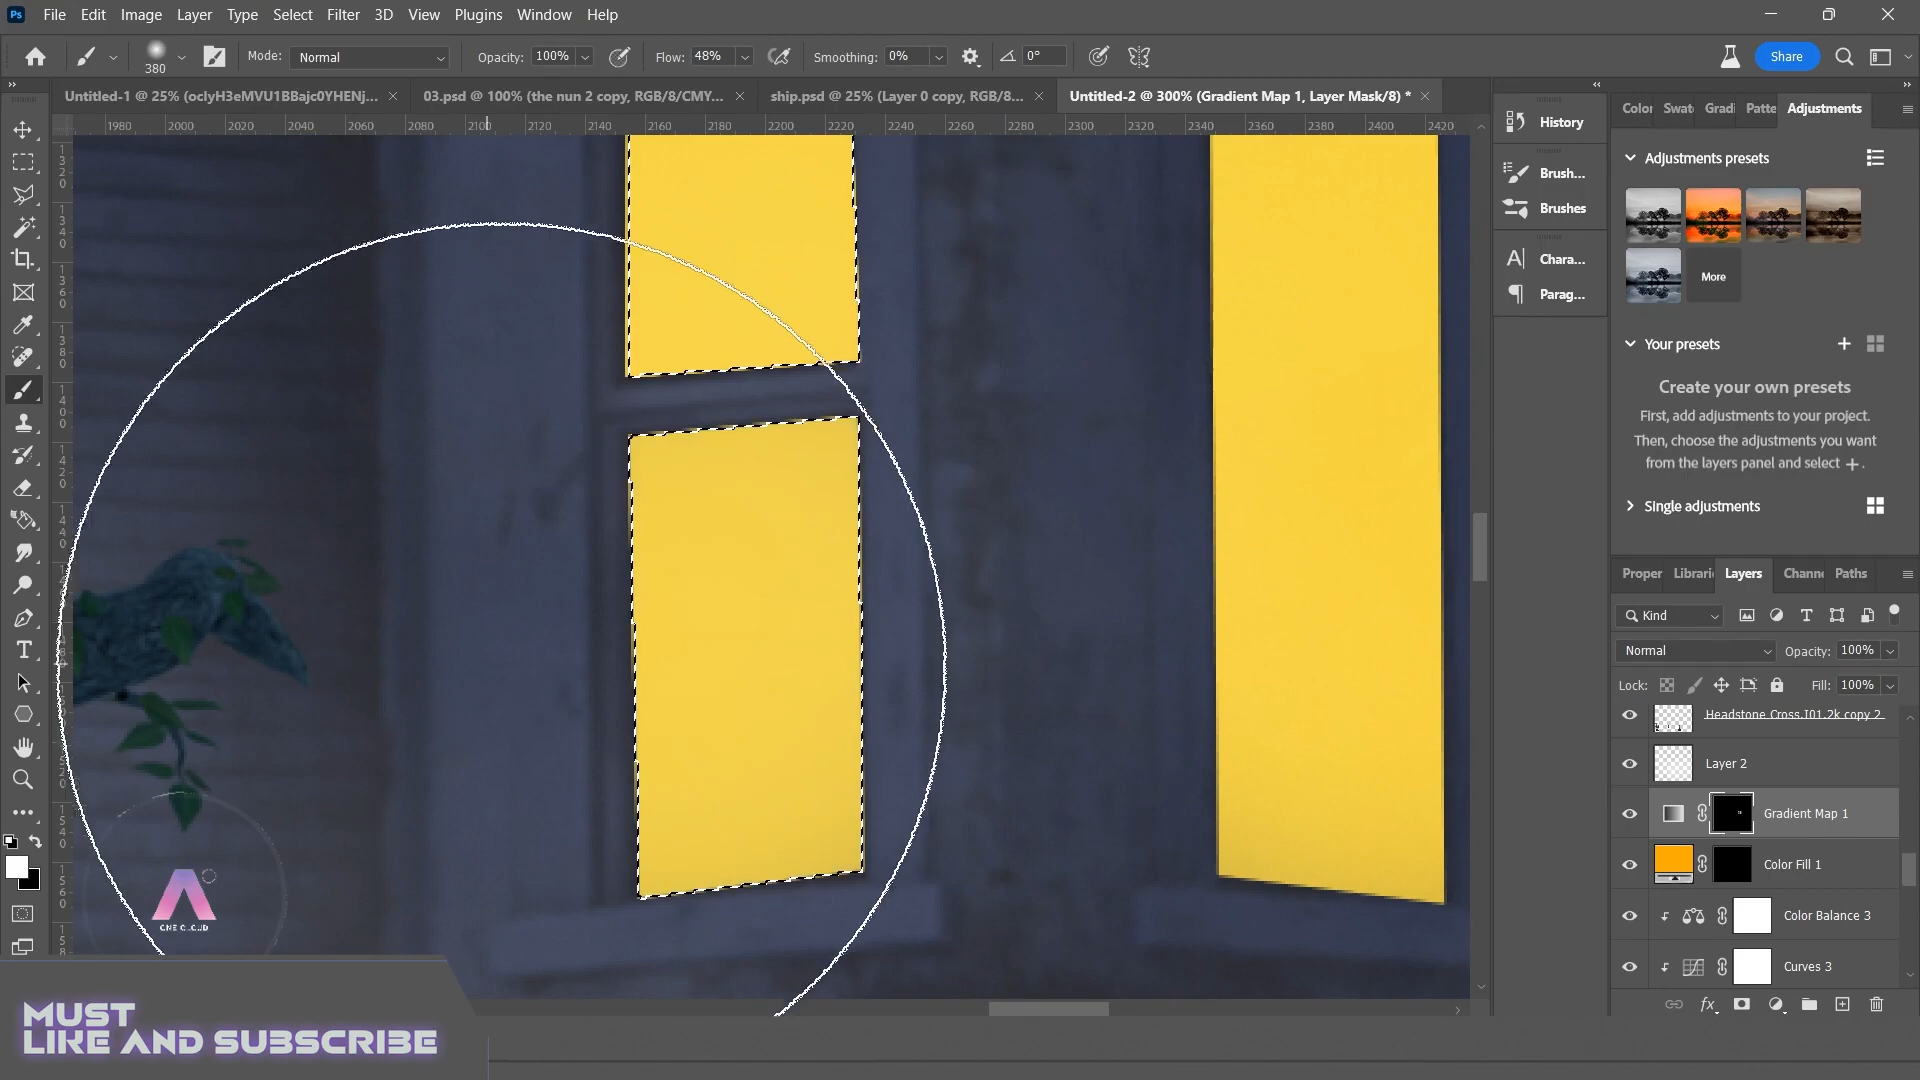 File Edit Image Layer Type Select Filter 3D View Plugins Window Help
380 Mode: Normal Opacity: 100% Flow: 48% Smoothing: 0% 0° Share
Untitled-1 @ 25% (oclyH3eMVU1BBajc0YHENj... 03.psd @ 100% (the nun 2 copy, RGB/8/CMY... ship.psd @ 25% (Layer 0 copy, RGB/8... Untitled-2 @ 300% (Gradient Map 1, Layer Mask/8) *
1980 2000 2020 2040 2060 2080 2100 2120 2140 2160 2180 2200 2220 2240 2260 2280 2300 2320 2340 2360 2380 2400 2420
History
Brush...
Brushes
Chara...
Parag...
Color Swatc Gradi Patte Adjustments
Adjustments presets
More
Your presets
Create your own presets
First, add adjustments to your project.
Then, choose the adjustments you want
from the layers panel and select + .
Single adjustments
Proper Librari Layers Channe Paths
Kind
Normal Opacity: 100%
Lock: Fill: 100%
Headstone Cross.I01.2k copy 2
Layer 2
Gradient Map 1
Color Fill 1
Color Balance 3
Curves 3
fx
ONE CLOUD
MUST
LIKE AND SUBSCRIBE